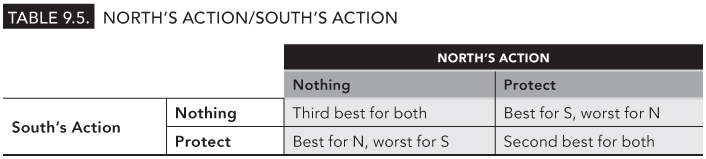 TABLE 9.5. NORTH’S ACTION/SOUTH’S ACTION
NORTH’S ACTION
Nothing Protect
South’s Action Nothing Third best for both Best for S, worst for N
Protect Best for N, worst for S Second best for both